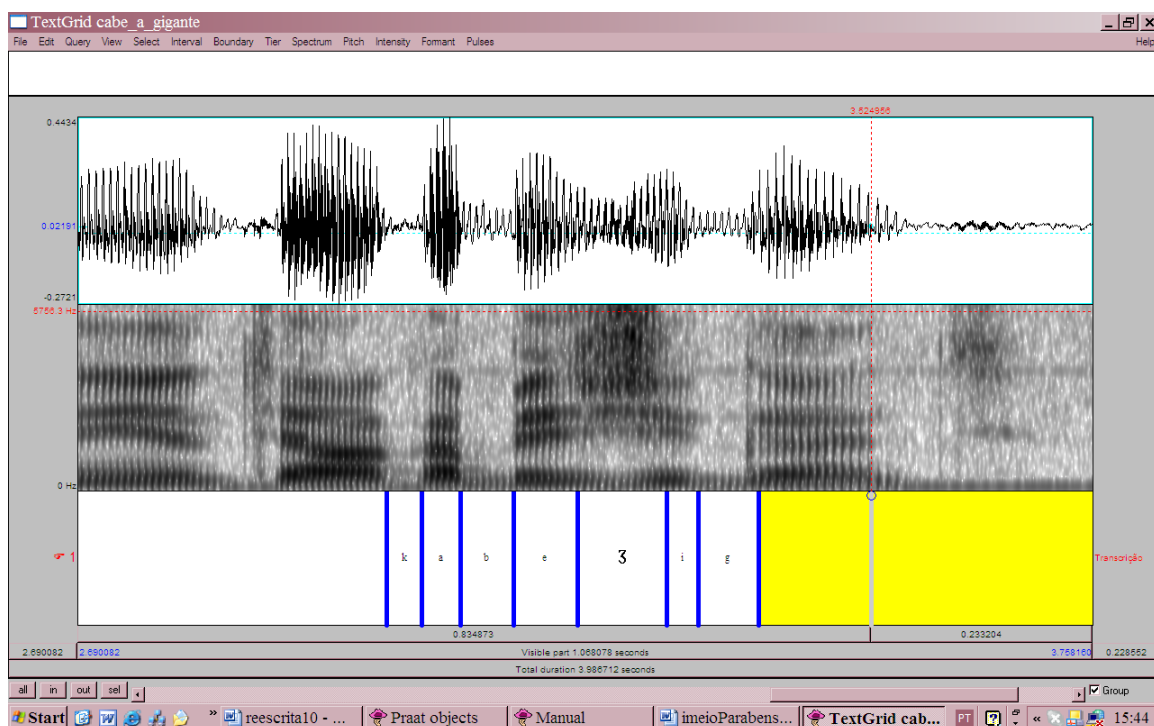 TextGrid cabe_a_gigante
File Edit Query View Select Interval Boundary Tier Spectrum Pitch Intensity Formant Pulses Help
3.524956
0.4434
0.02191
-0.2721
5756.3 Hz
0 Hz
☞ 1 k a b e ʒ i g Transcrição
0.834873 0.233204
2.690082 2.690082 Visible part 1.068078 seconds 3.758160 0.228552
Total duration 3.986712 seconds
all in out sel Group
Start » reescrita10 - ... Praat objects Manual imeioParabens... TextGrid cab... PT « 15:44